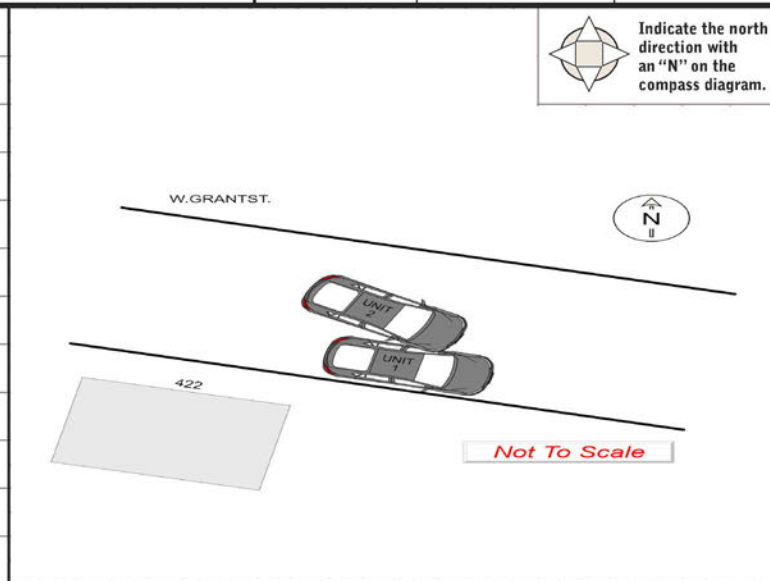 Indicate the north
direction with
an “N” on the
compass diagram.
W.GRANTST.
N
UNIT
2
UNIT
1
422
Not To Scale